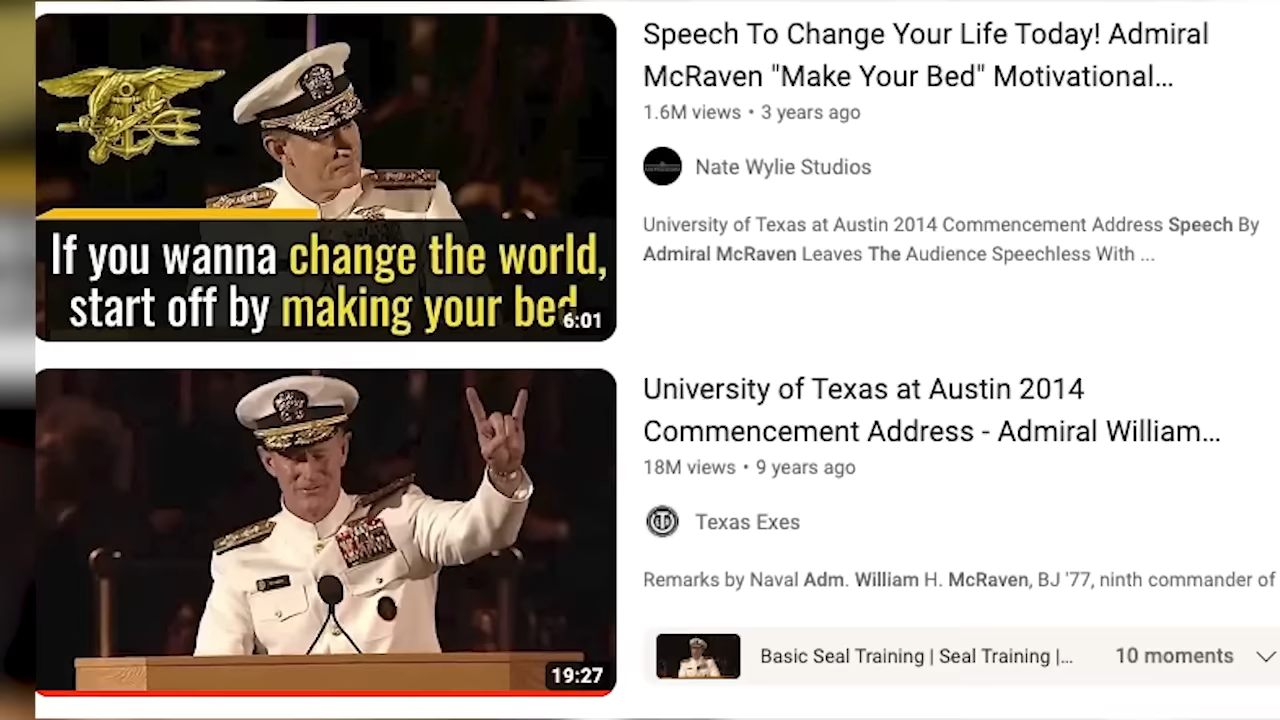 If you wanna change the world,
start off by making your bed
6:01
Speech To Change Your Life Today! Admiral
McRaven "Make Your Bed" Motivational...
1.6M views • 3 years ago
Nate Wylie Studios
University of Texas at Austin 2014 Commencement Address Speech By
Admiral McRaven Leaves The Audience Speechless With ...
19:27
University of Texas at Austin 2014
Commencement Address - Admiral William...
18M views • 9 years ago
Texas Exes
Remarks by Naval Adm. William H. McRaven, BJ '77, ninth commander of
Basic Seal Training | Seal Training |...
10 moments